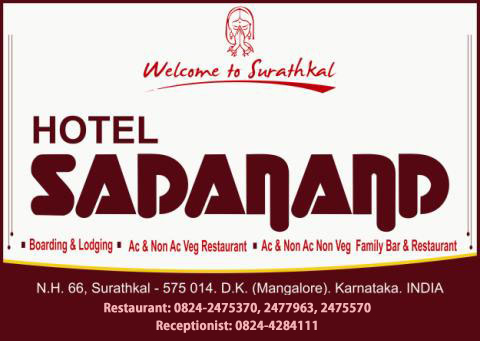 Welcome to Surathkal
HOTEL
SADANAND
▪ Boarding & Lodging ▪ Ac & Non Ac Veg Restaurant ▪ Ac & Non Ac Non Veg Family Bar & Restaurant
N.H. 66, Surathkal - 575 014. D.K. (Mangalore). Karnataka. INDIA
Restaurant: 0824-2475370, 2477963, 2475570
Receptionist: 0824-4284111